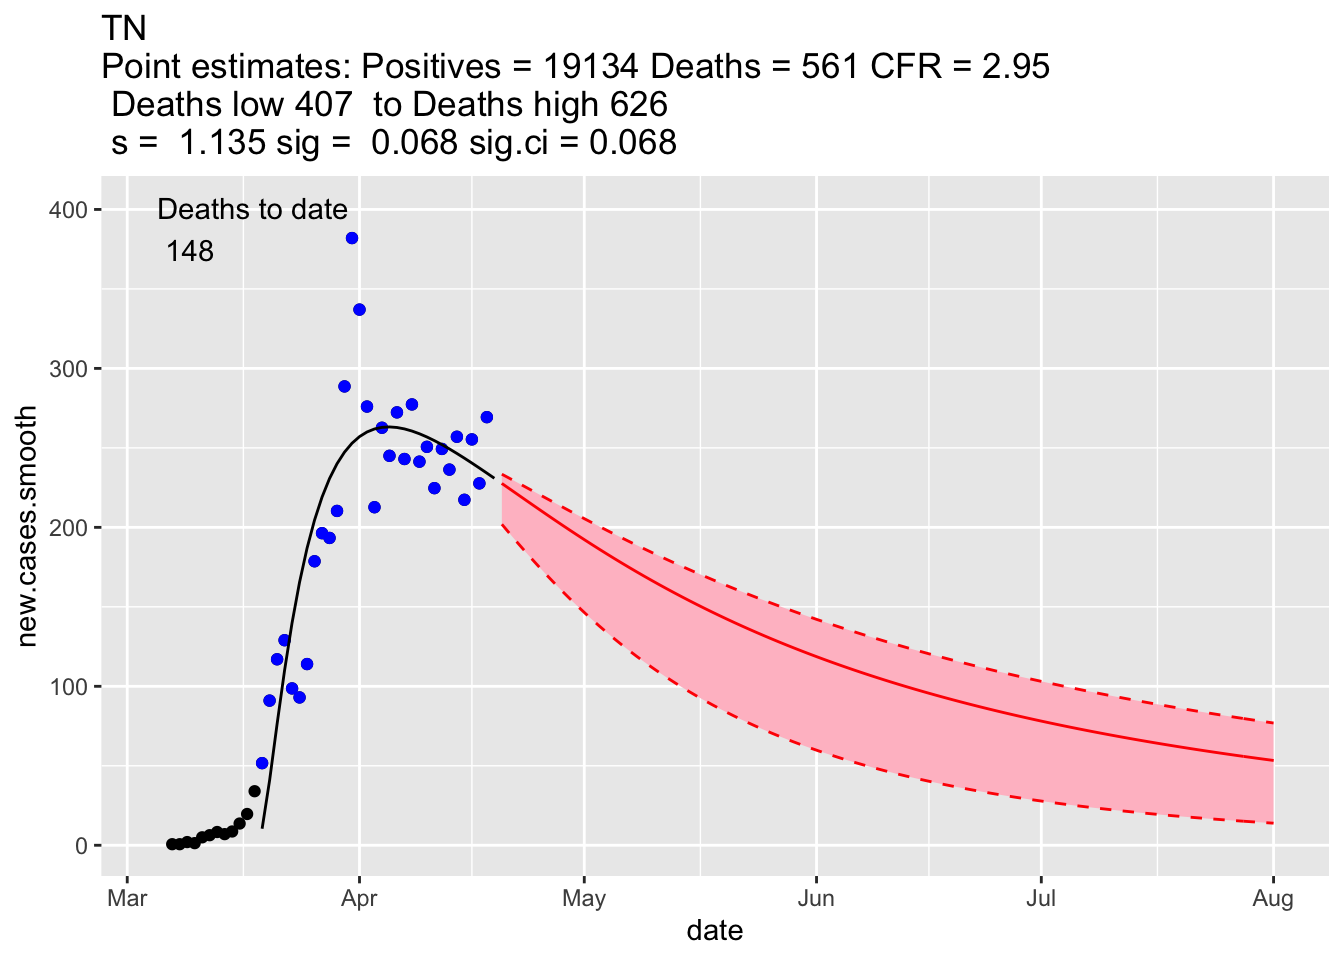 TN
Point estimates: Positives = 19134 Deaths = 561 CFR = 2.95
Deaths low 407 to Deaths high 626
s = 1.135 sig = 0.068 sig.ci = 0.068
Deaths to date
148
400
300
200
100
0
new.cases.smooth
Mar Apr May Jun Jul Aug
date